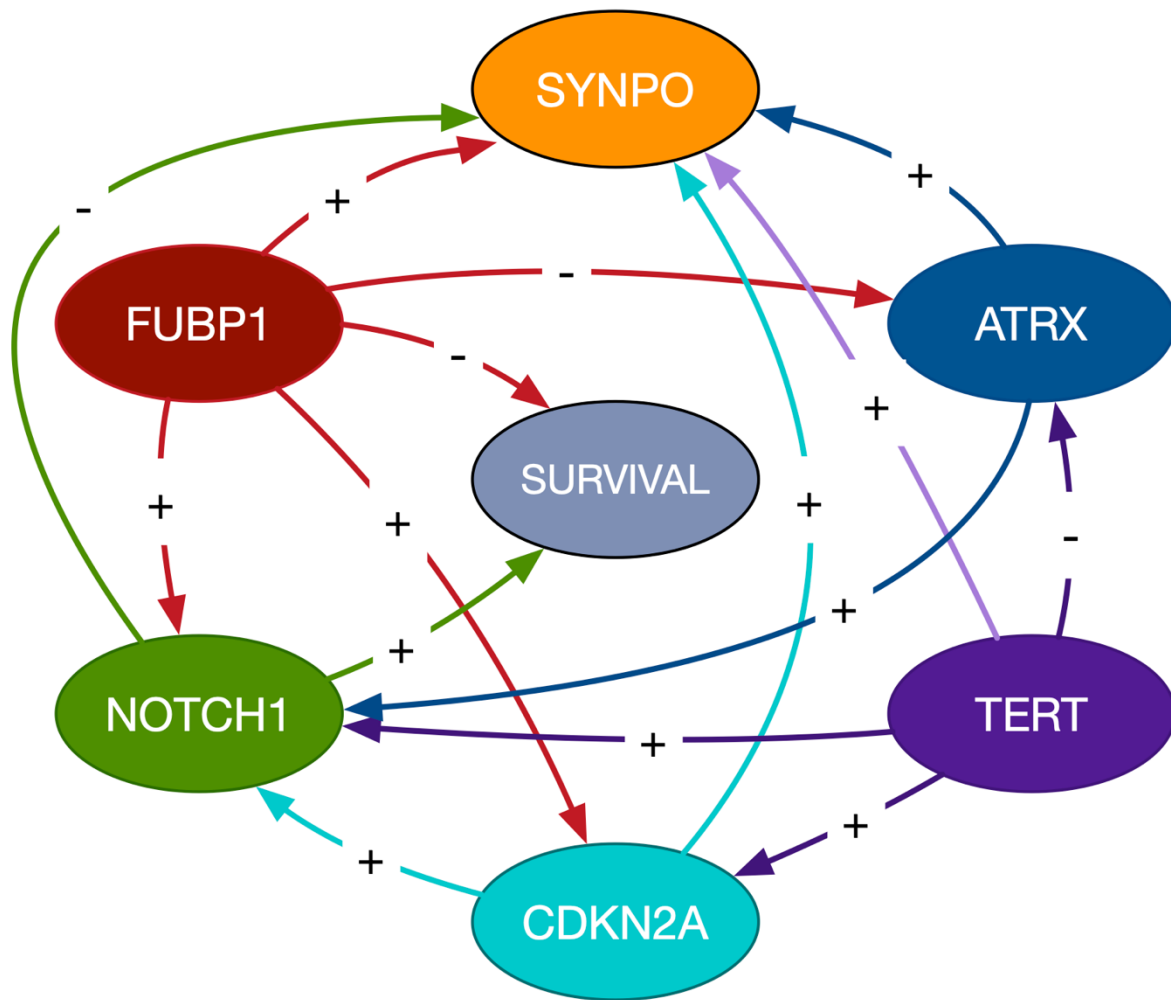 SYNPO
-
+
+
FUBP1
-
ATRX
-
+
SURVIVAL
+
+
+
-
+
+
NOTCH1
TERT
+
+
+
CDKN2A